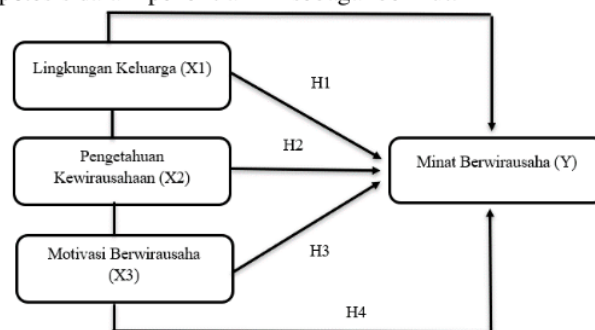 Lingkungan Keluarga (X1)
H1
H2
Pengetahuan
Kewirausahaan (X2)
Minat Berwirausaha (Y)
Motivasi Berwirausaha
(X3)
H3
H4